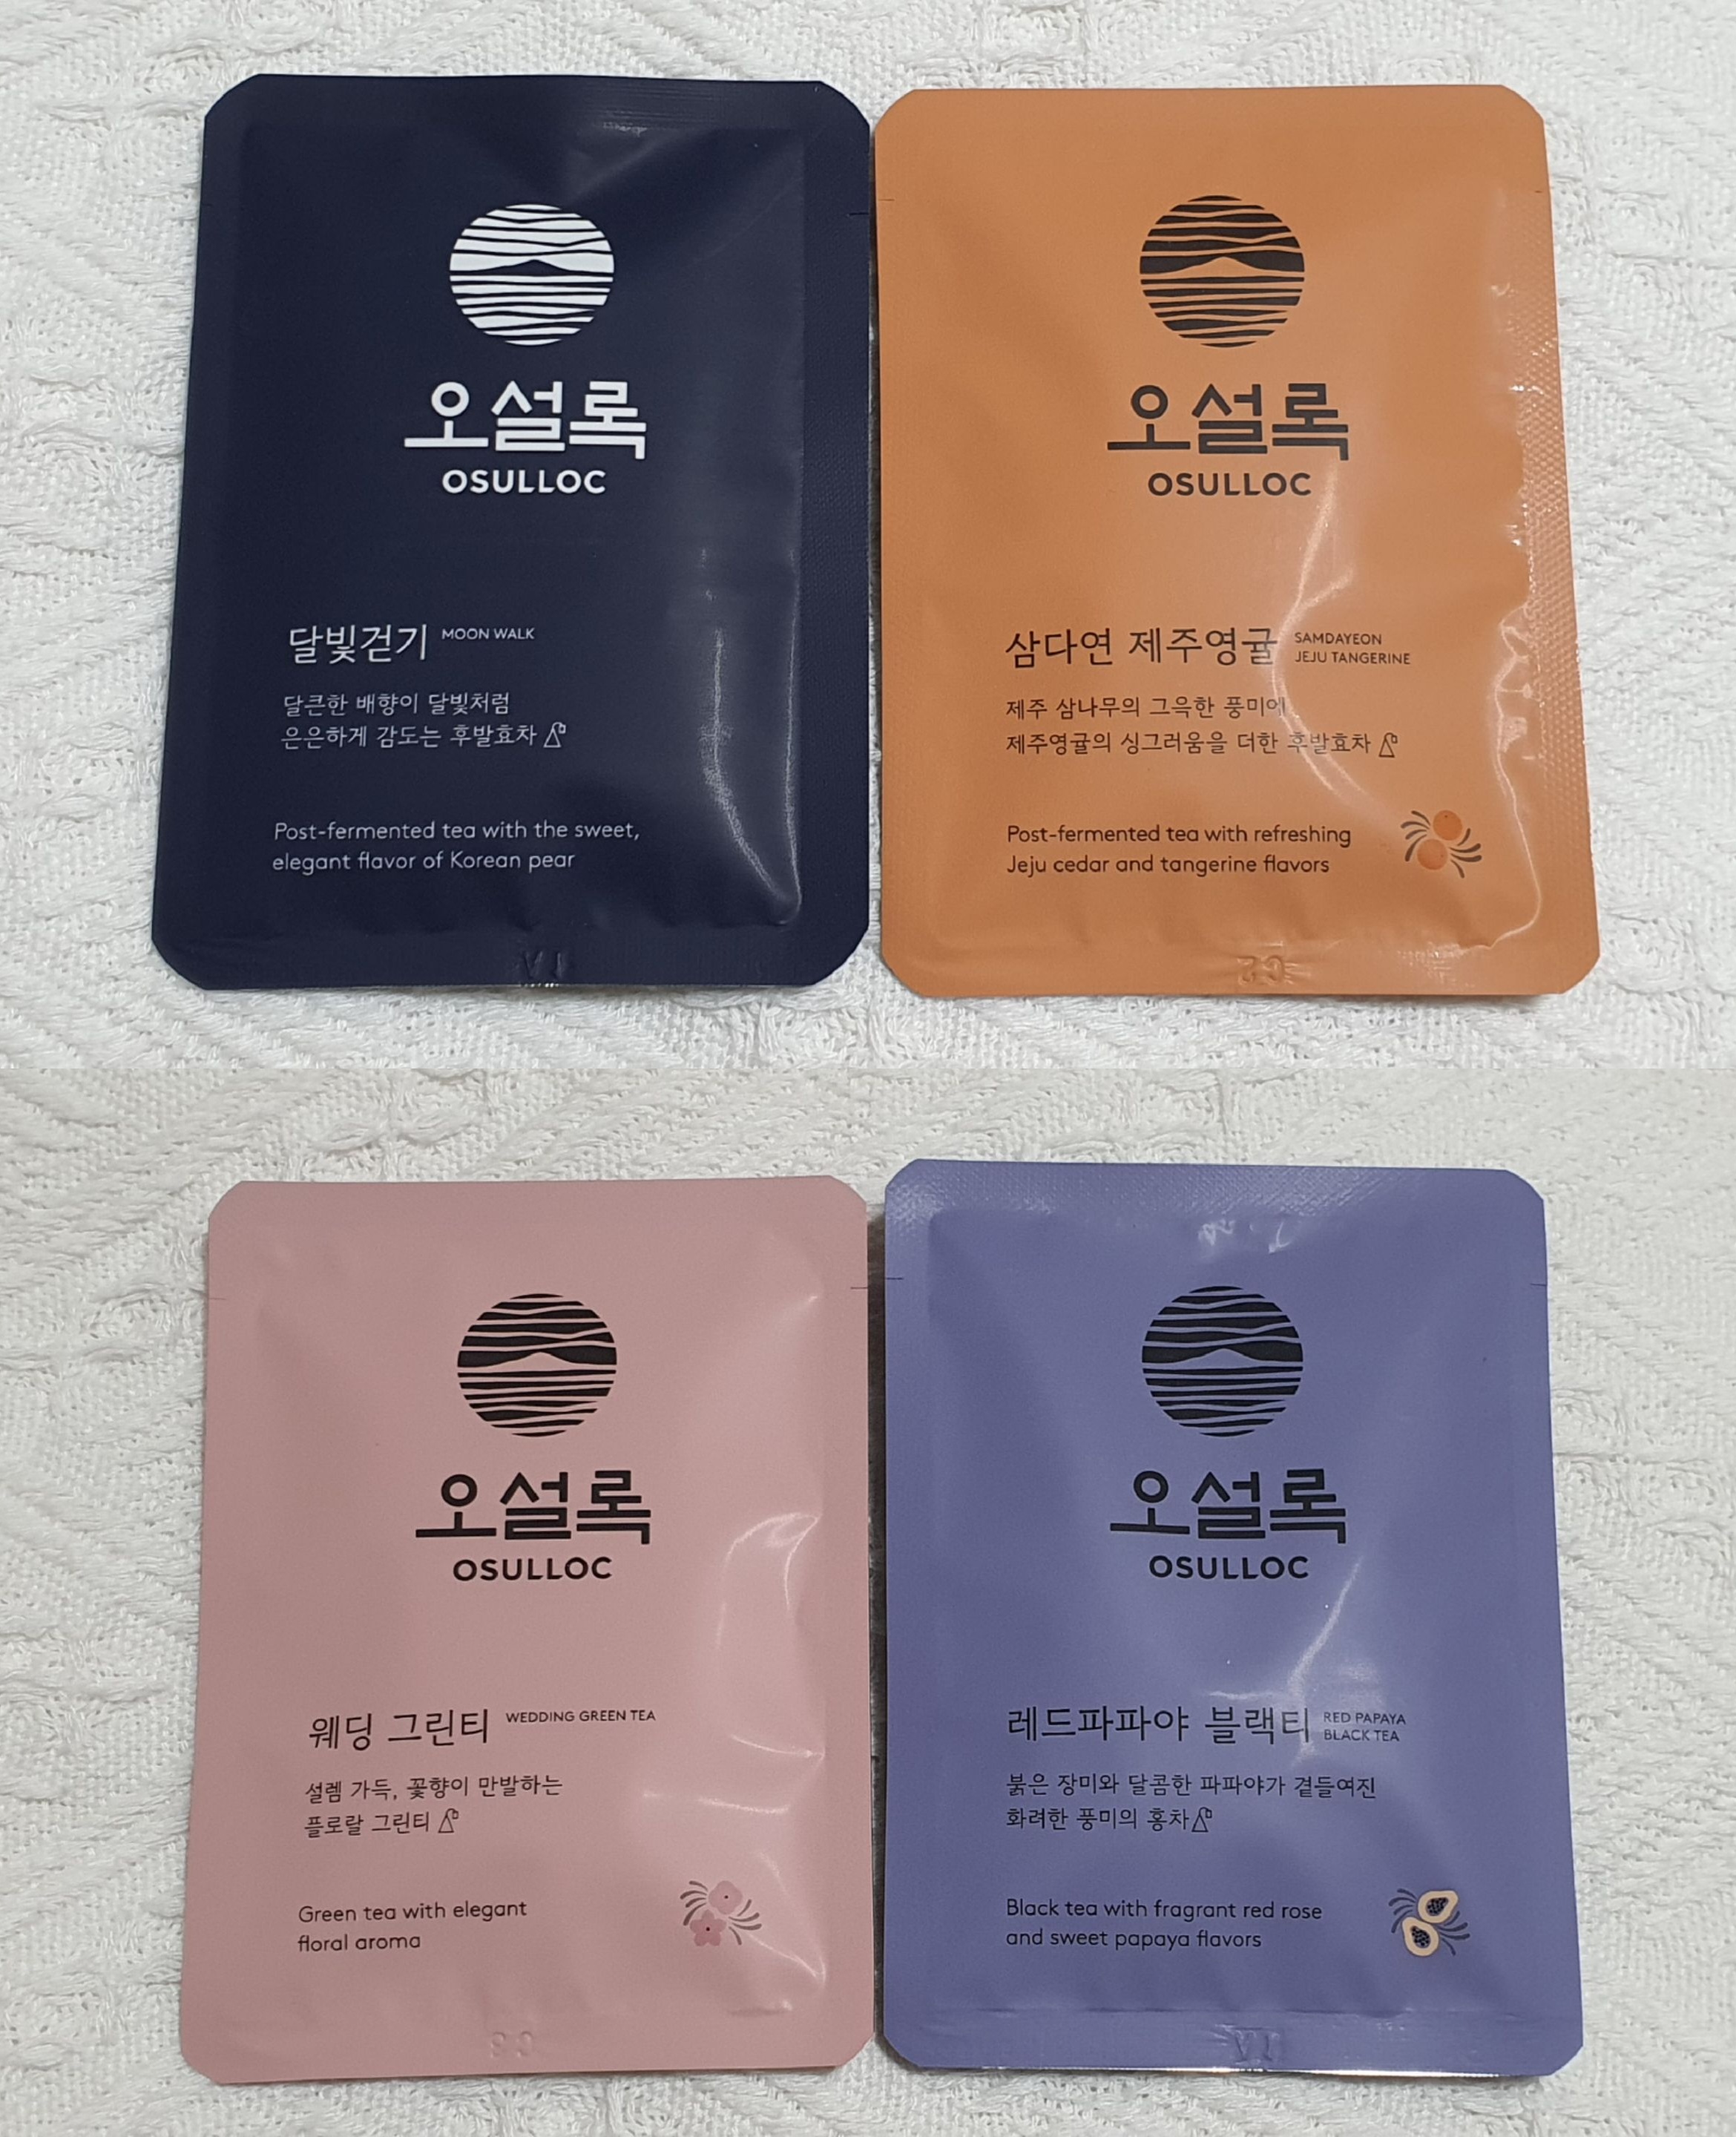 오설록
OSULLOC
달빛걷기 MOON WALK
달큰한 배향이 달빛처럼
은은하게 감도는 후발효차
Post-fermented tea with the sweet,
elegant flavor of Korean pear
오설록
OSULLOC
삼다연 제주영귤 SAMDAYEON
JEJU TANGERINE
제주 삼나무의 그윽한 풍미에
제주영귤의 싱그러움을 더한 후발효차
Post-fermented tea with refreshing
Jeju cedar and tangerine flavors
오설록
OSULLOC
웨딩 그린티 WEDDING GREEN TEA
설렘 가득, 꽃향이 만발하는
플로랄 그린티
Green tea with elegant
floral aroma
오설록
OSULLOC
레드파파야 블랙티 RED PAPAYA
BLACK TEA
붉은 장미와 달콤한 파파야가 곁들여진
화려한 풍미의 홍차
Black tea with fragrant red rose
and sweet papaya flavors